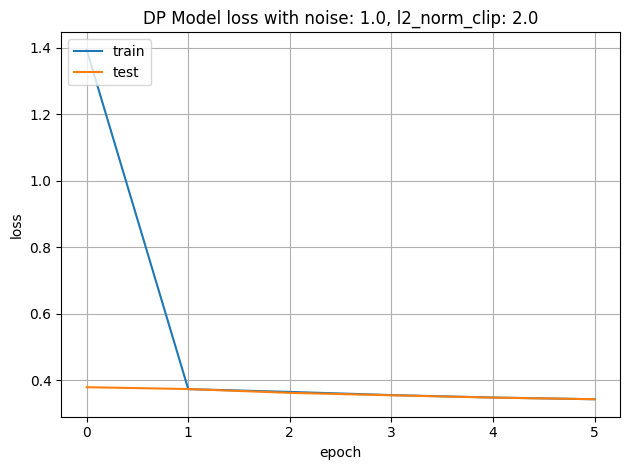 DP Model loss with noise: 1.0, l2_norm_clip: 2.0
train
test
1.4
1.2
1.0
0.8
0.6
0.4
loss
0 1 2 3 4 5
epoch